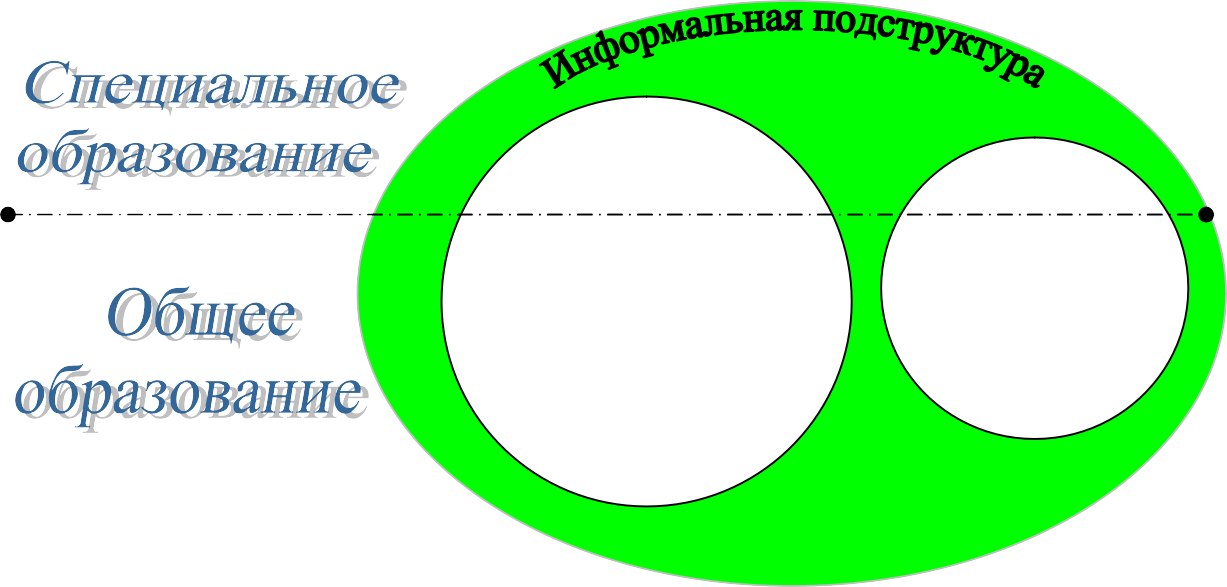 Информальная подструктура
Специальное
образование
Общее
образование